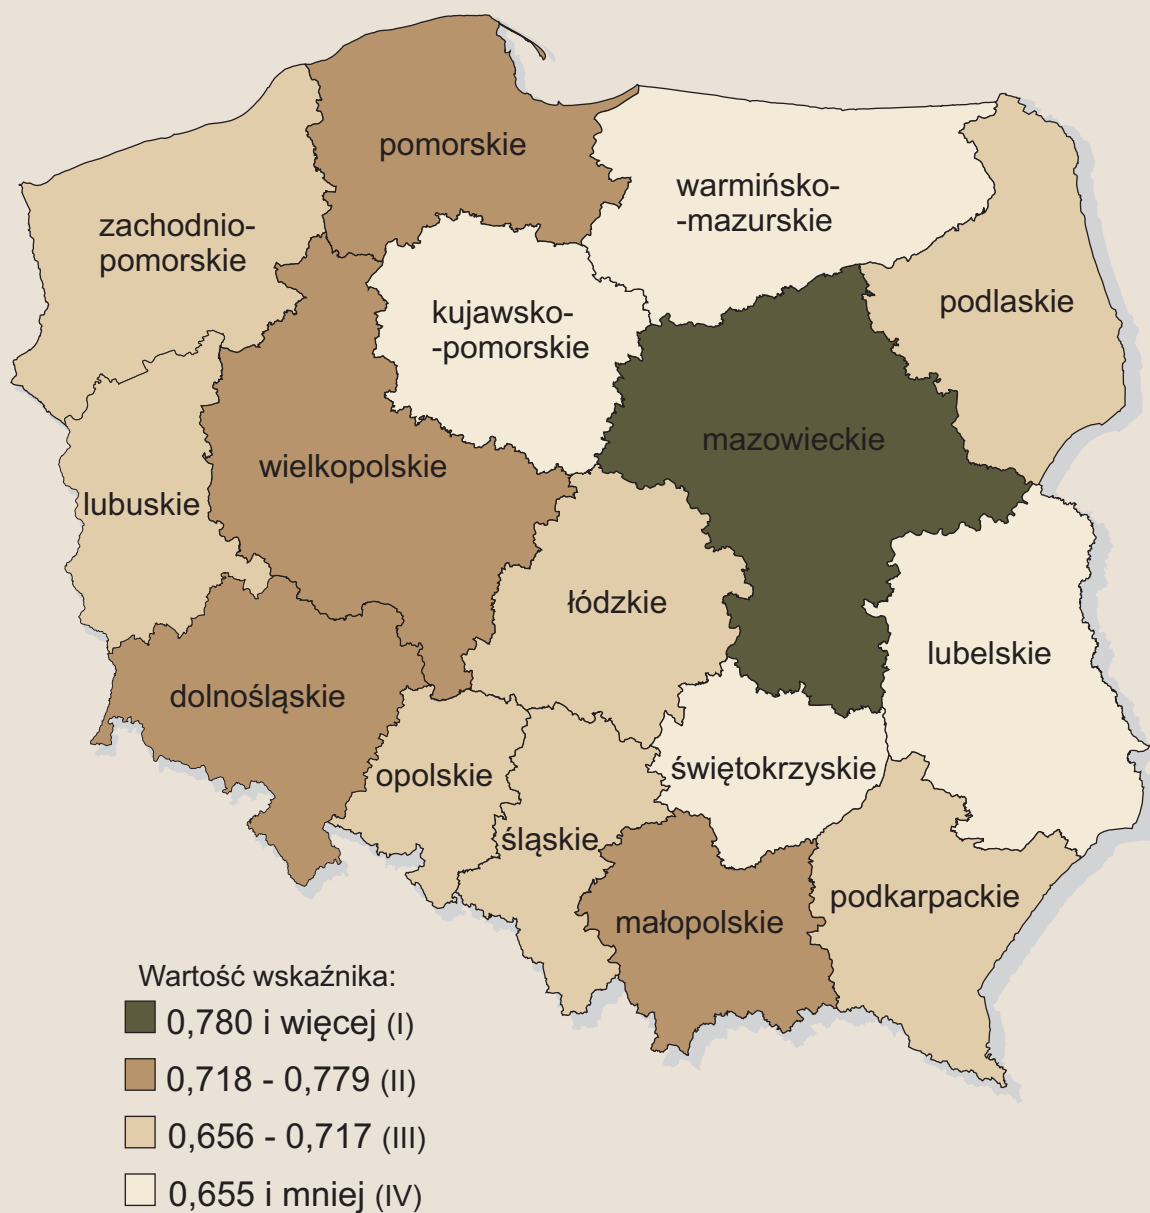 pomorskie
warmińsko-
-mazurskie
zachodnio-
pomorskie
podlaskie
kujawsko-
-pomorskie
mazowieckie
wielkopolskie
lubuskie
łódzkie
lubelskie
dolnośląskie
opolskie
świętokrzyskie
śląskie
podkarpackie
małopolskie
Wartość wskaźnika:
0,780 i więcej (I)
0,718 - 0,779 (II)
0,656 - 0,717 (III)
0,655 i mniej (IV)